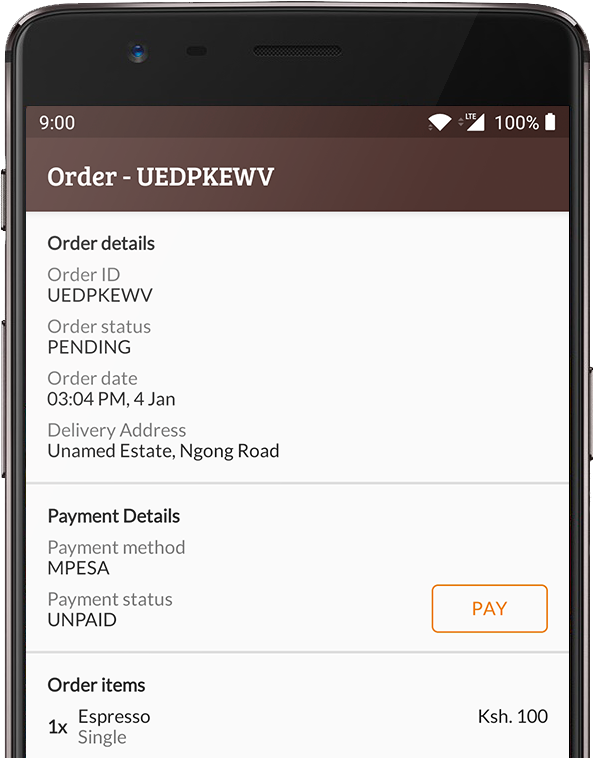 9:00 LTE 100%
Order - UEDPKEWV
Order details
Order ID
UEDPKEWV
Order status
PENDING
Order date
03:04 PM, 4 Jan
Delivery Address
Unamed Estate, Ngong Road
Payment Details
Payment method
MPESA
Payment status
UNPAID
PAY
Order items
1x Espresso Ksh. 100
Single